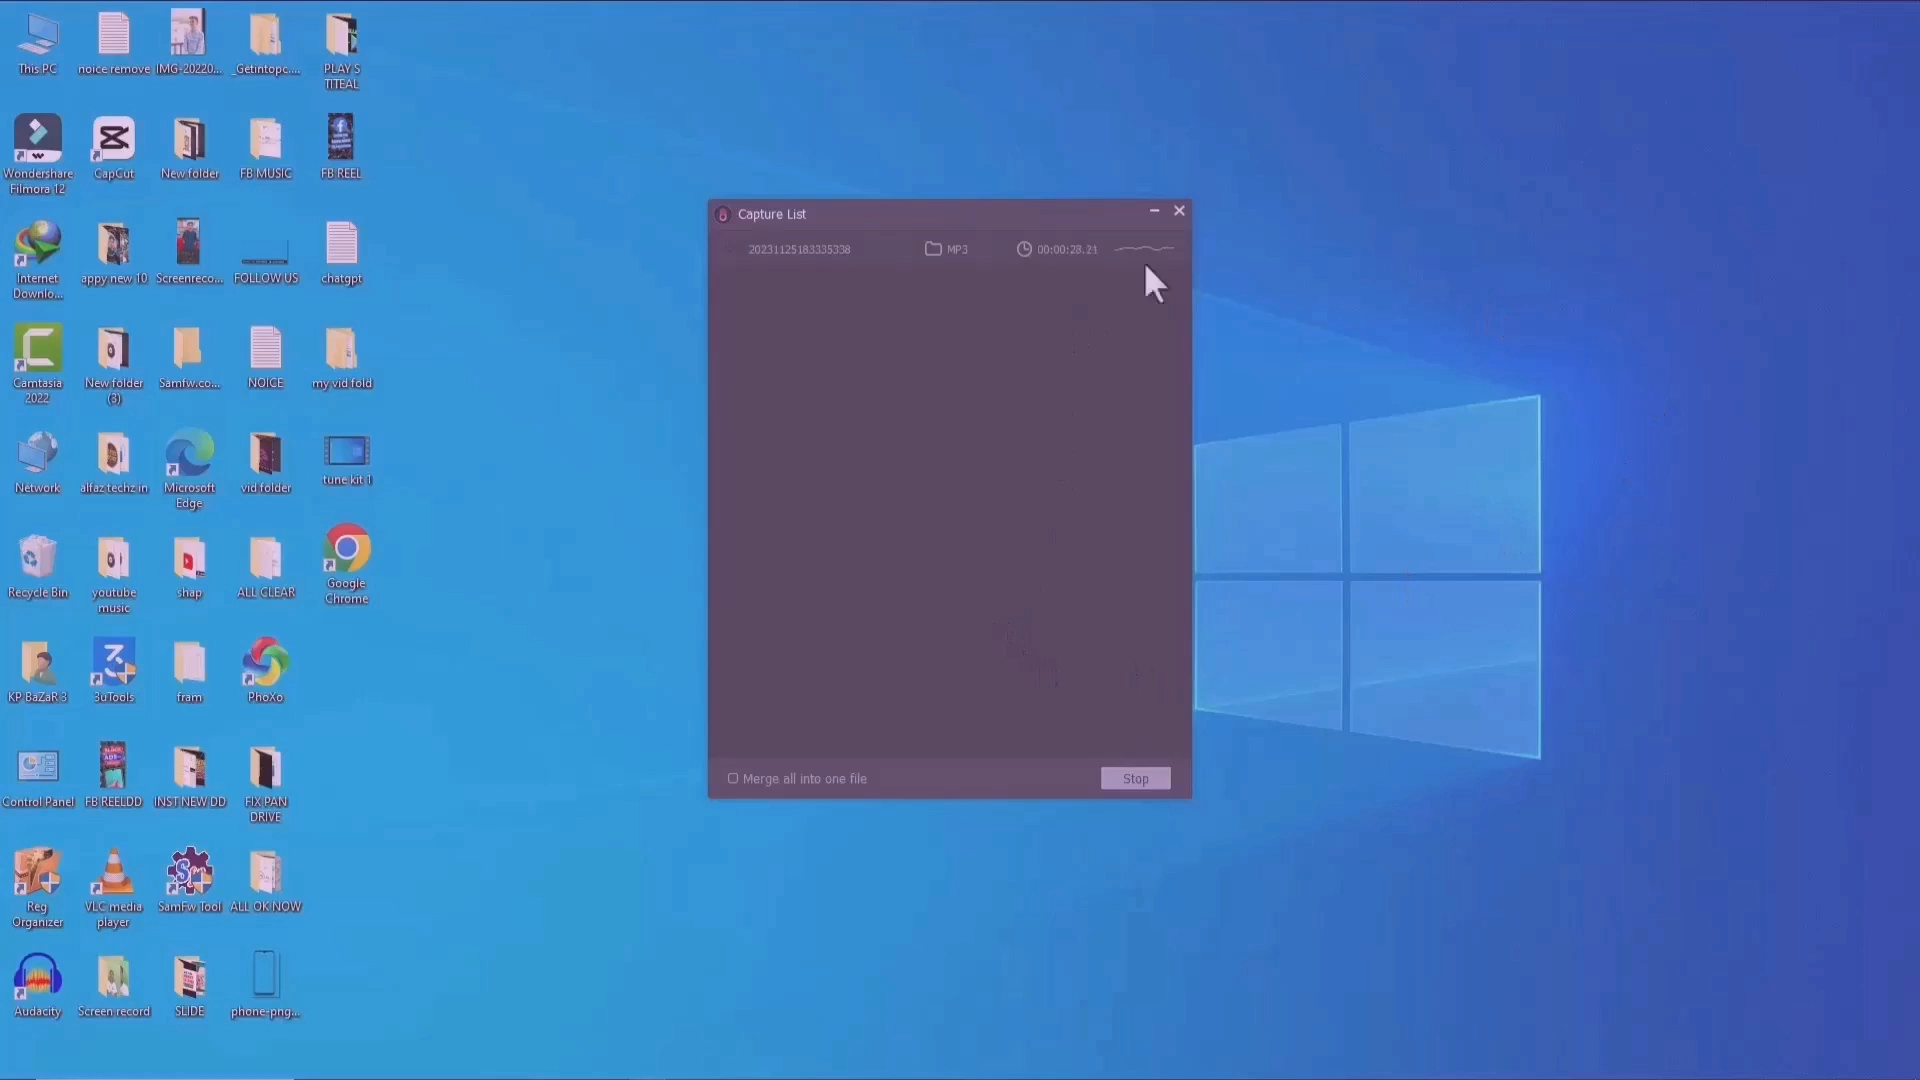 This PC
noice remove
IMG-20220...
_Getintopc....
PLAY S
TITEAL
Wondershare
Filmora 12
CapCut
New folder
FB MUSIC
FB REEL
Capture List
20231125183335338
MP3
00:00:28.21
Internet
Downlo...
appy new 10
Screenreco...
FOLLOW US
chatgpt
Camtasia
2022
New folder
(3)
Samfw.co...
NOICE
my vid fold
Network
alfaz techz in
Microsoft
Edge
vid folder
tune kit 1
Recycle Bin
youtube
music
shap
ALL CLEAR
Google
Chrome
KP BaZaR 3
3uTools
fram
PhoXo
Control Panel
FB REELDD
INST NEW DD
FIX PAN
DRIVE
Merge all into one file
Stop
Reg
Organizer
VLC media
player
SamFw Tool
ALL OK NOW
Audacity
Screen record
SLIDE
phone-png...